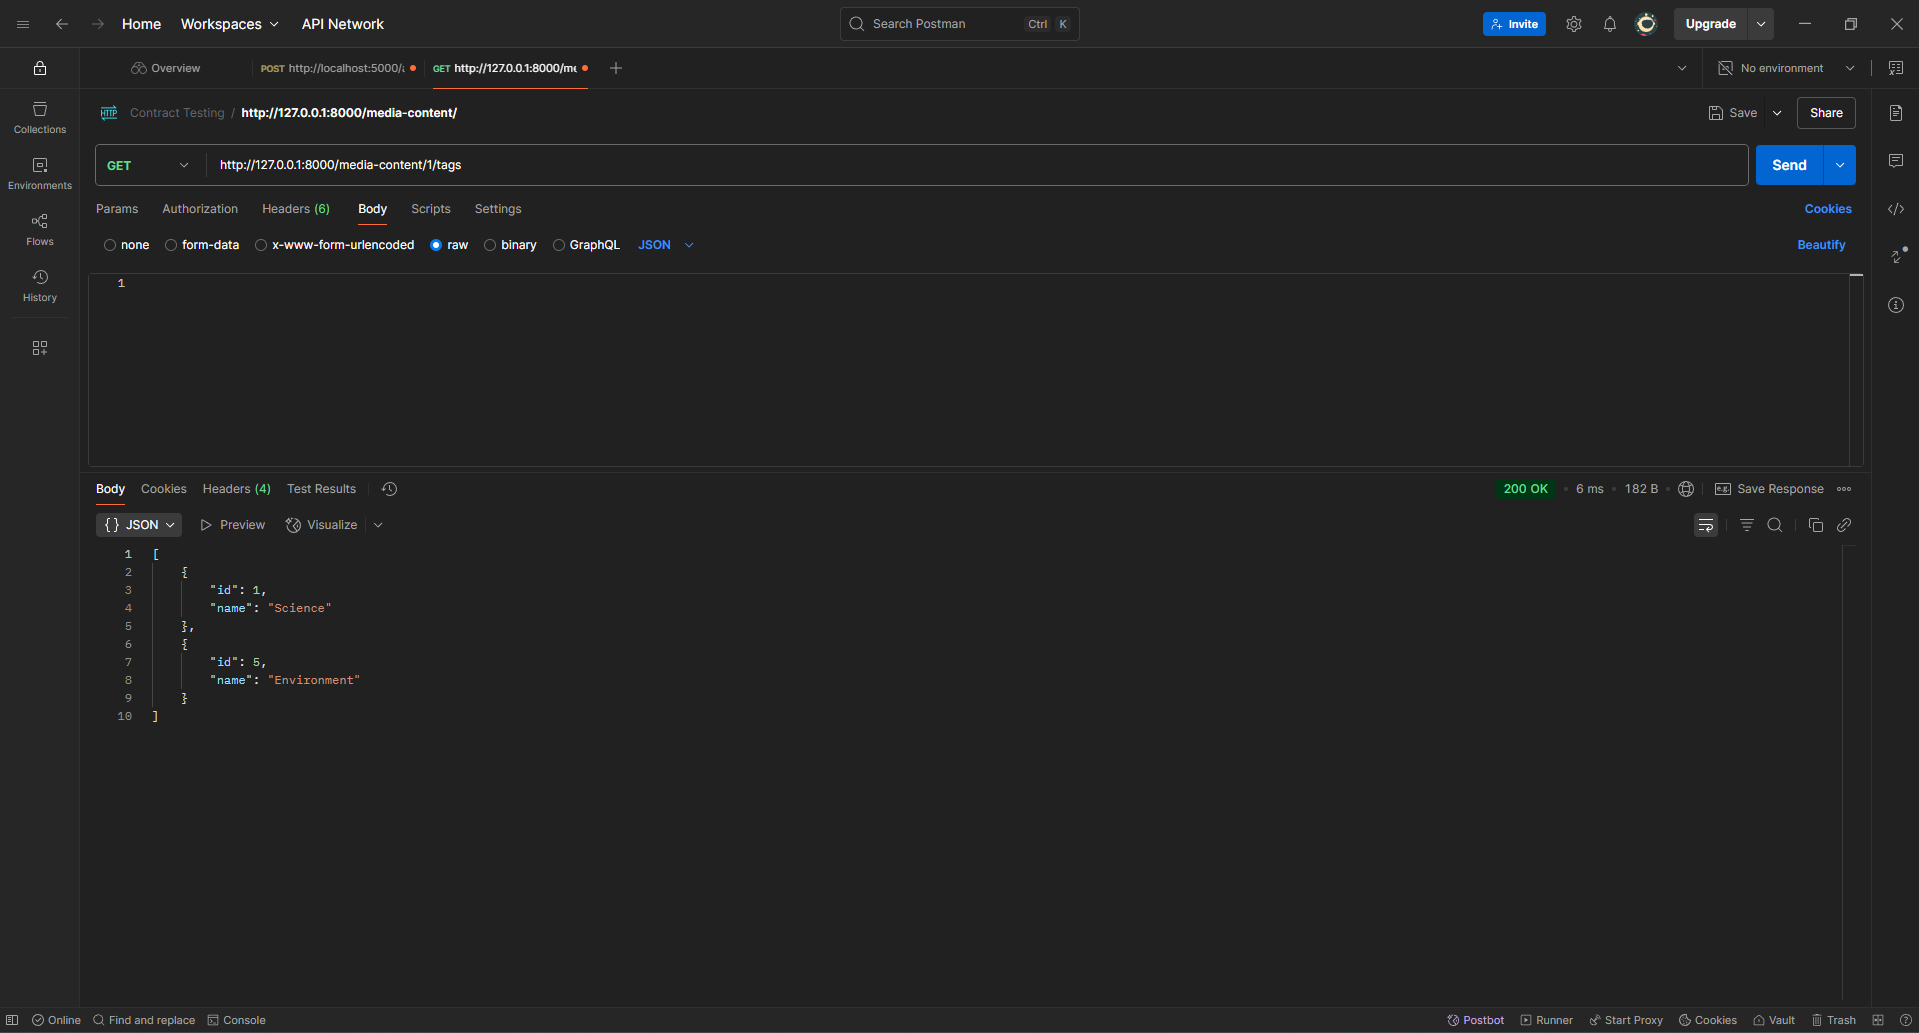 Home Workspaces API Network Search Postman Ctrl K Invite Upgrade
Overview POST http://localhost:5000/ GET http://127.0.0.1:8000/me No environment
Contract Testing / http://127.0.0.1:8000/media-content/ Save Share
GET http://127.0.0.1:8000/media-content/1/tags Send
Params Authorization Headers (6) Body Scripts Settings Cookies
none form-data x-www-form-urlencoded raw binary GraphQL JSON Beautify
1
Collections
Environments
Flows
History
Body Cookies Headers (4) Test Results 200 OK 6 ms 182 B e.g. Save Response
{} JSON Preview Visualize
1 [
2 {
3 "id": 1,
4 "name": "Science"
5 },
6 {
7 "id": 5,
8 "name": "Environment"
9 }
10 ]
Online Find and replace Console Postbot Runner Start Proxy Cookies Vault Trash